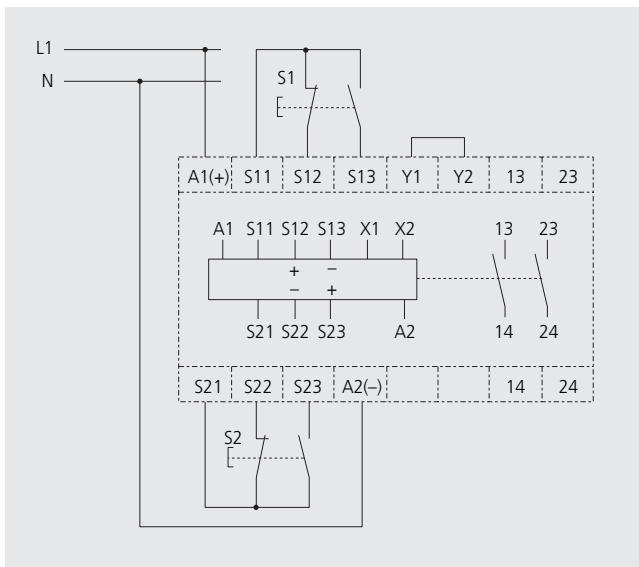 L1
N
S1
A1(+) S11 S12 S13 Y1 Y2 13 23
A1 S11 S12 S13 X1 X2 13 23
+ –
– +
S21 S22 S23 A2 14 24
S21 S22 S23 A2(–) 14 24
S2